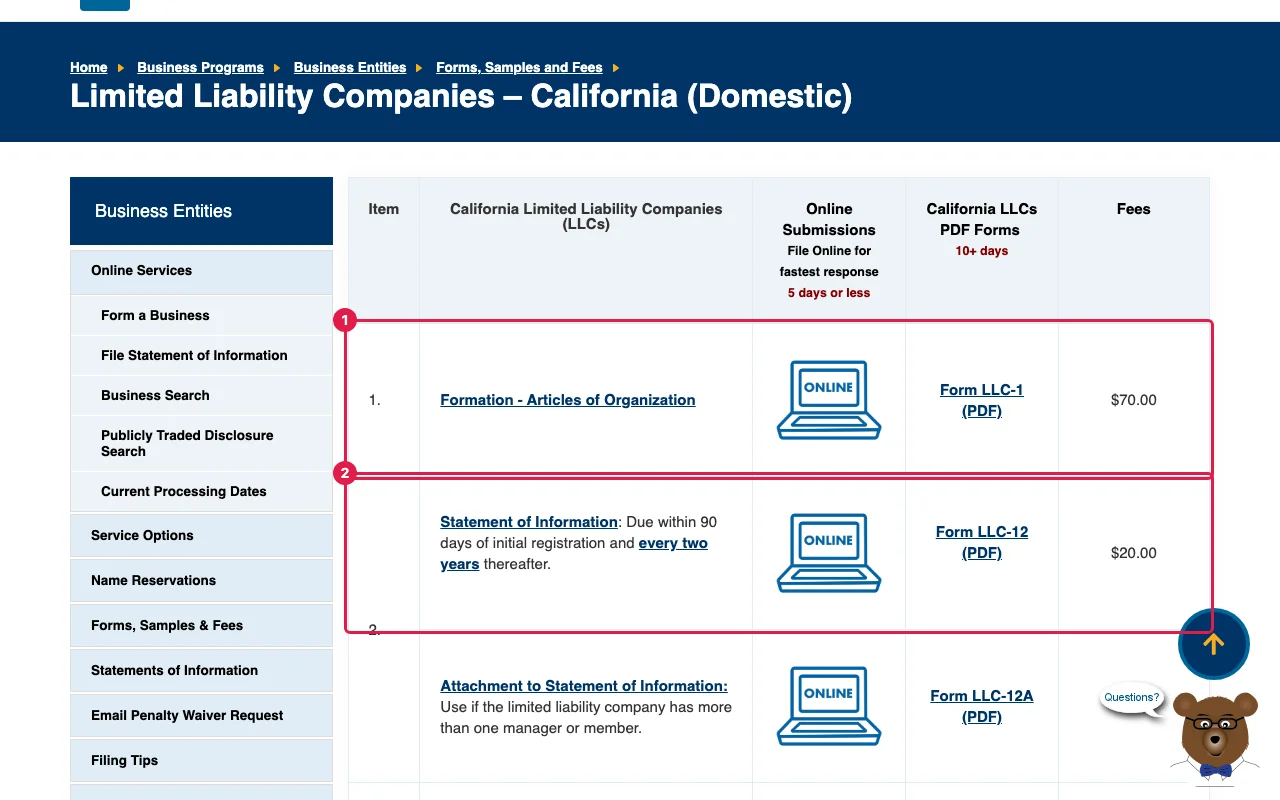 Home Business Programs Business Entities Forms, Samples and Fees
Limited Liability Companies – California (Domestic)
Business Entities
Online Services
Form a Business
File Statement of Information
Business Search
Publicly Traded Disclosure
Search
Current Processing Dates
Service Options
Name Reservations
Forms, Samples & Fees
Statements of Information
Email Penalty Waiver Request
Filing Tips
Item
California Limited Liability Companies
(LLCs)
Online
Submissions
File Online for
fastest response
5 days or less
California LLCs
PDF Forms
10+ days
Fees
1
1.
Formation - Articles of Organization
ONLINE
Form LLC-1
(PDF)
$70.00
2
2.
Statement of Information: Due within 90
days of initial registration and every two
years thereafter.
ONLINE
Form LLC-12
(PDF)
$20.00
Attachment to Statement of Information:
Use if the limited liability company has more
than one manager or member.
ONLINE
Form LLC-12A
(PDF)
Questions?